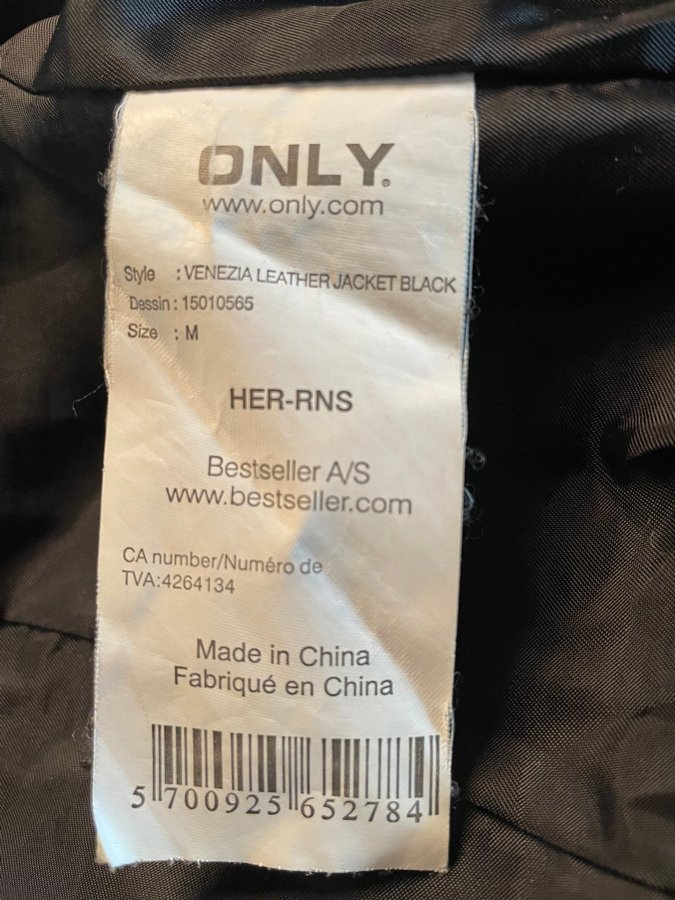 ONLY®
www.only.com
Style : VENEZIA LEATHER JACKET BLACK
Dessin : 15010565
Size : M
HER-RNS
Bestseller A/S
www.bestseller.com
CA number/Numéro de
TVA:4264134
Made in China
Fabriqué en China
5 700925 652784